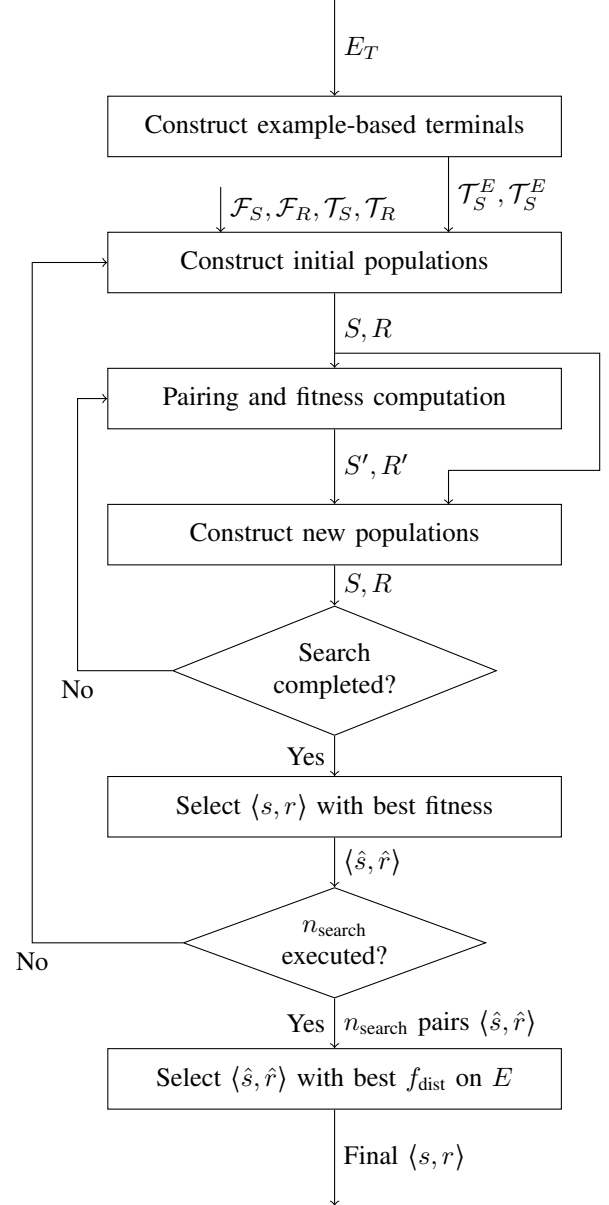 E_T
Construct example-based terminals
𝓕_S, 𝓕_R, 𝓣_S, 𝓣_R
𝓣_S^E, 𝓣_S^E
Construct initial populations
S, R
Pairing and fitness computation
S′, R′
Construct new populations
S, R
Search
completed?
No
Yes
Select ⟨s, r⟩ with best fitness
⟨ŝ, r̂⟩
n_search
executed?
No
Yes
n_search pairs ⟨ŝ, r̂⟩
Select ⟨ŝ, r̂⟩ with best f_dist on E
Final ⟨s, r⟩